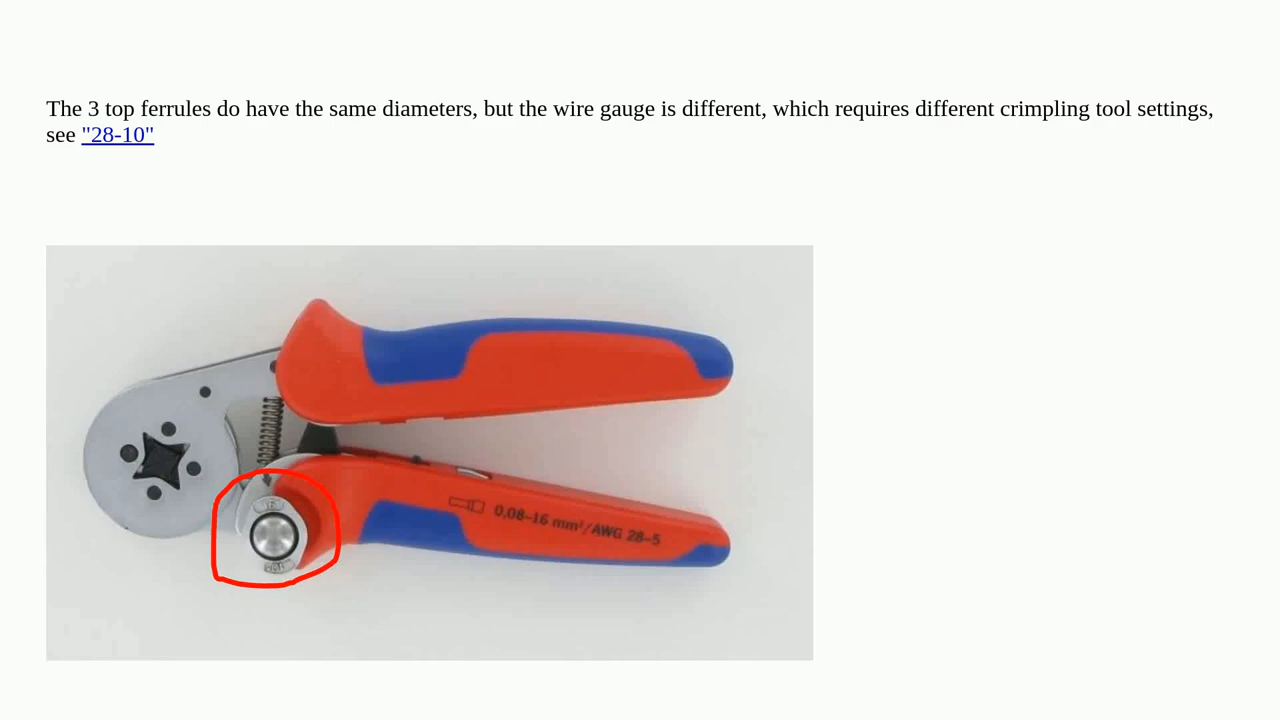 The 3 top ferrules do have the same diameters, but the wire gauge is different, which requires different crimpling tool settings,
see "28-10"
16
0,08–16 mm²/AWG 28–5